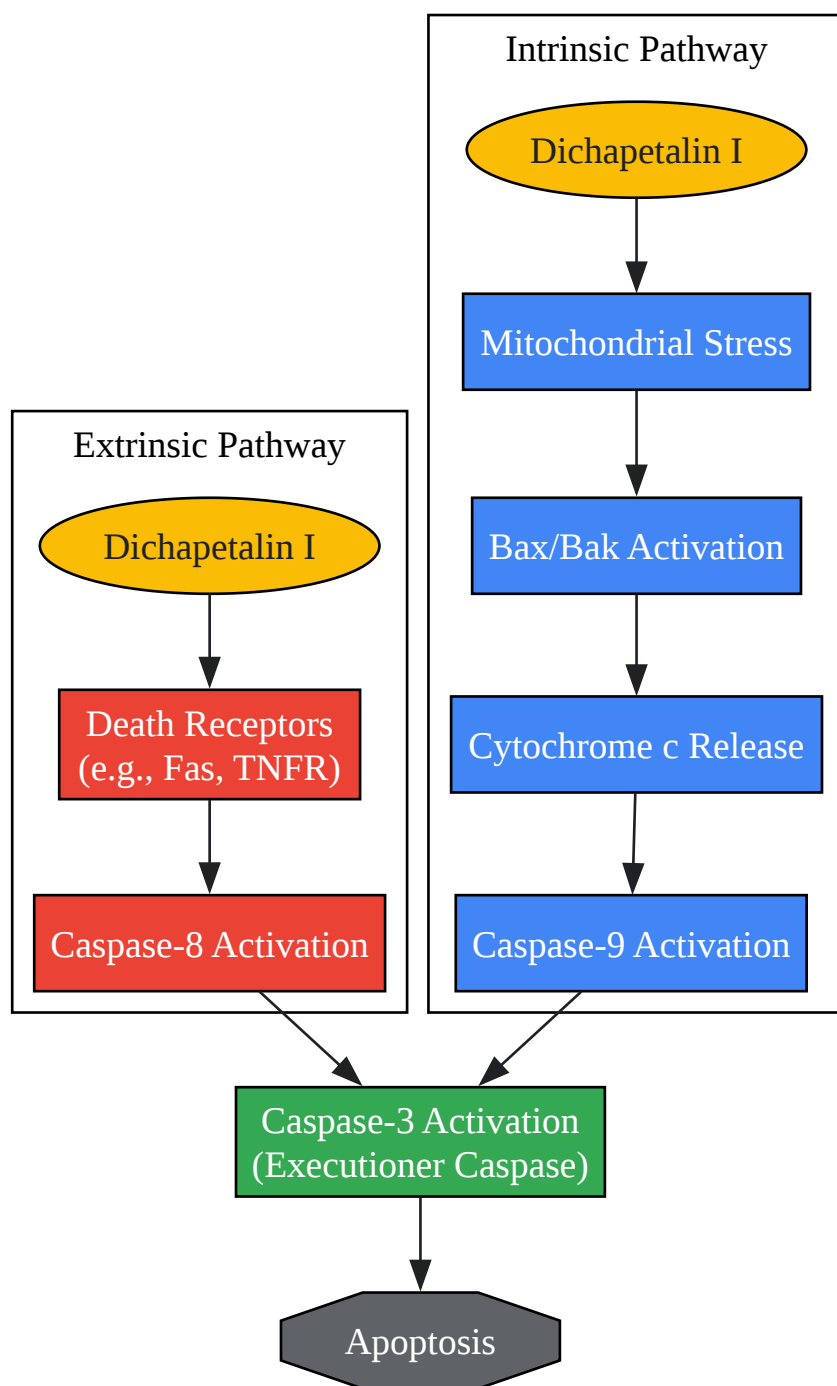 Intrinsic Pathway
Dichapetalin I
Mitochondrial Stress
Bax/Bak Activation
Cytochrome c Release
Caspase-9 Activation
Extrinsic Pathway
Dichapetalin I
Death Receptors
(e.g., Fas, TNFR)
Caspase-8 Activation
Caspase-3 Activation
(Executioner Caspase)
Apoptosis